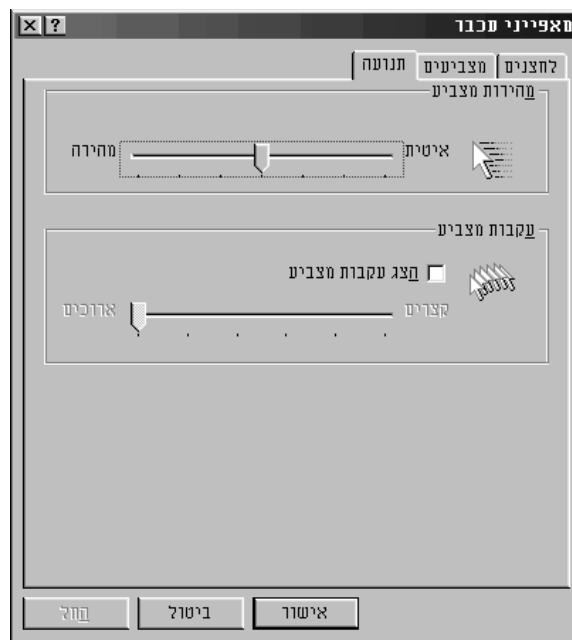 מאפייני עכבר
לחצנים מצביעים תנועה
מהירות מצביע
איטית מהירה
עקבות מצביע
הצג עקבות מצביע
קצרים ארוכים
אישור ביטול החל